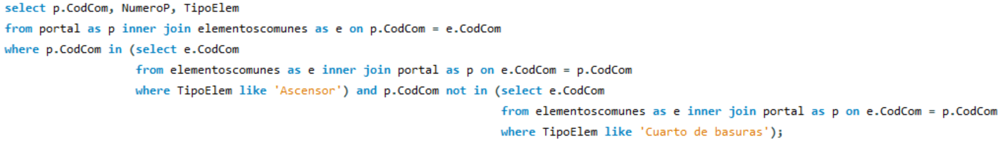 select p.CodCom, NumeroP, TipoElem
from portal as p inner join elementoscomunes as e on p.CodCom = e.CodCom
where p.CodCom in (select e.CodCom
from elementoscomunes as e inner join portal as p on e.CodCom = p.CodCom
where TipoElem like 'Ascensor') and p.CodCom not in (select e.CodCom
from elementoscomunes as e inner join portal as p on e.CodCom = p.CodCom
where TipoElem like 'Cuarto de basuras');